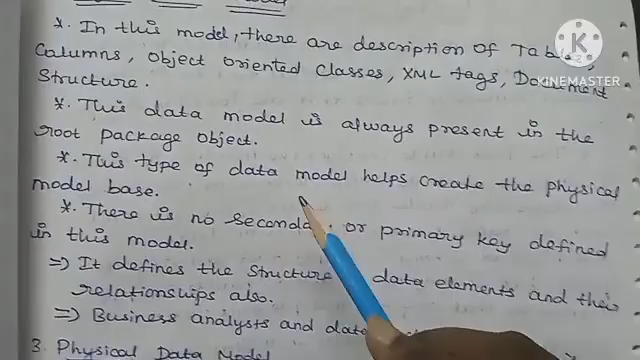 *. In this model, there are description of Table
Columns, Object oriented classes, XML tags, Document
Structure.
*. This data model is always present in the
root package object.
*. This type of data model helps create the physical
model base.
*. There is no seconda or primary key defined
in this model.
=> It defines the structure data elements and their
relationships also.
=> Business analysts and data
3. Physical Data Model
K
KINEMASTER